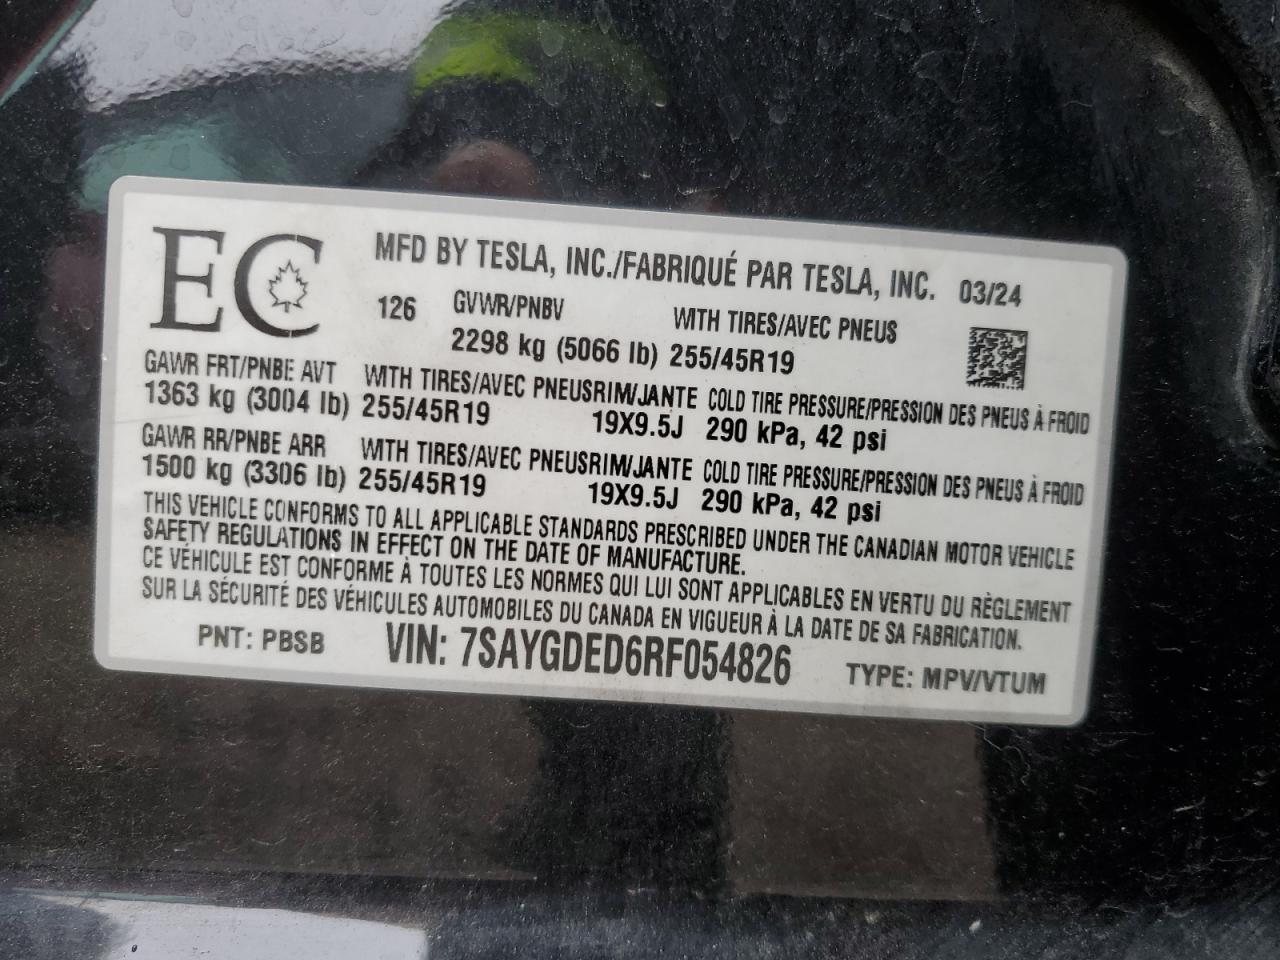 EC
MFD BY TESLA, INC./FABRIQUÉ PAR TESLA, INC. 03/24
126 GVWR/PNBV WITH TIRES/AVEC PNEUS
2298 kg (5066 lb) 255/45R19
GAWR FRT/PNBE AVT WITH TIRES/AVEC PNEUSRIM/JANTE COLD TIRE PRESSURE/PRESSION DES PNEUS À FROID
1363 kg (3004 lb) 255/45R19 19X9.5J 290 kPa, 42 psi
GAWR RR/PNBE ARR WITH TIRES/AVEC PNEUSRIM/JANTE COLD TIRE PRESSURE/PRESSION DES PNEUS À FROID
1500 kg (3306 lb) 255/45R19 19X9.5J 290 kPa, 42 psi
THIS VEHICLE CONFORMS TO ALL APPLICABLE STANDARDS PRESCRIBED UNDER THE CANADIAN MOTOR VEHICLE
SAFETY REGULATIONS IN EFFECT ON THE DATE OF MANUFACTURE.
CE VÉHICULE EST CONFORME À TOUTES LES NORMES QUI LUI SONT APPLICABLES EN VERTU DU RÈGLEMENT
SUR LA SÉCURITÉ DES VÉHICULES AUTOMOBILES DU CANADA EN VIGUEUR À LA DATE DE SA FABRICATION.
PNT: PBSB VIN: 7SAYGDED6RF054826 TYPE: MPV/VTUM